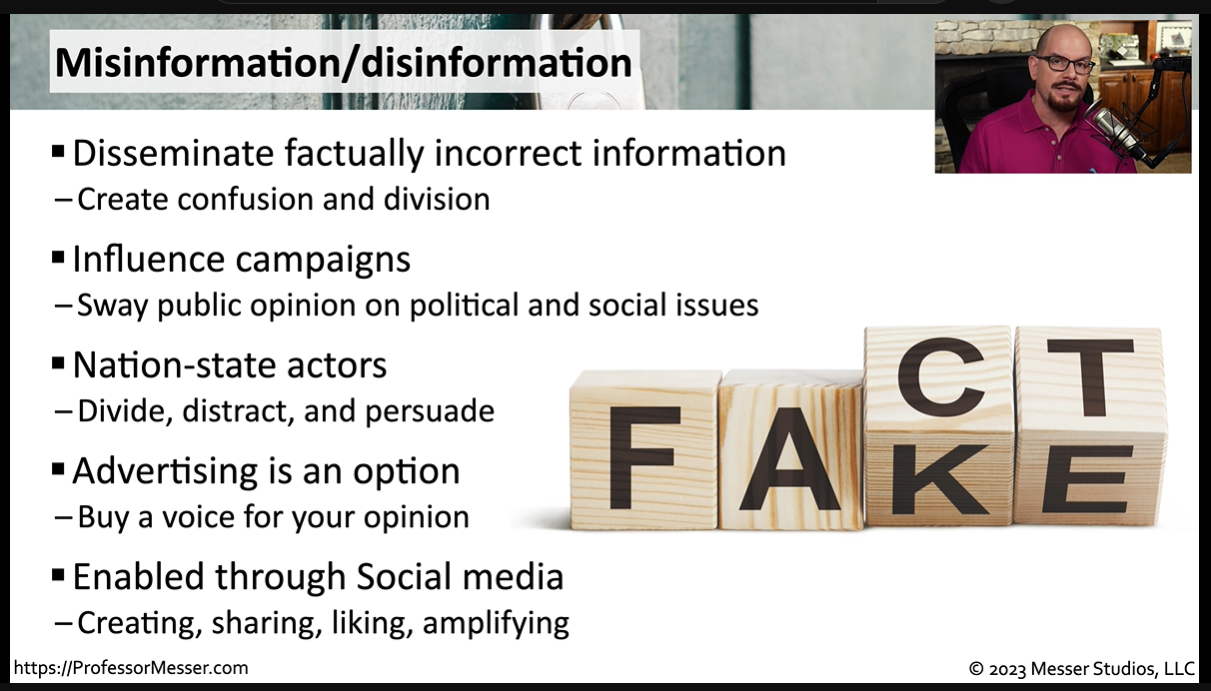 Misinformation/disinformation
▪ Disseminate factually incorrect information
– Create confusion and division
▪ Influence campaigns
– Sway public opinion on political and social issues
▪ Nation-state actors
– Divide, distract, and persuade
▪ Advertising is an option
– Buy a voice for your opinion
▪ Enabled through Social media
– Creating, sharing, liking, amplifying
CT
FAKE
https://ProfessorMesser.com
© 2023 Messer Studios, LLC